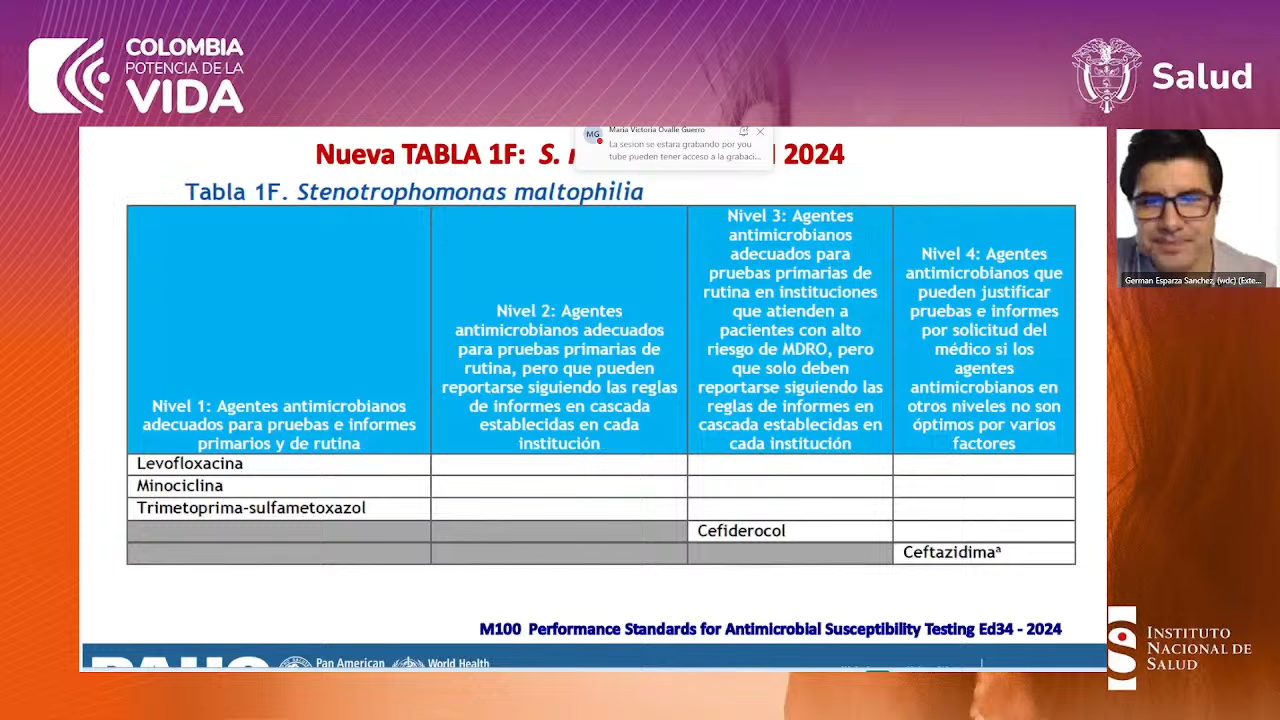 COLOMBIA
POTENCIA DE LA
VIDA
Salud
MG
Maria Victoria Ovalle Guerro
La sesion se estara grabando por you
tube pueden tener acceso a la grabaci...
Nueva TABLA 1F: S. 2024
Tabla 1F. Stenotrophomonas maltophilia
Nivel 1: Agentes antimicrobianos
adecuados para pruebas e informes
primarios y de rutina
Nivel 2: Agentes
antimicrobianos adecuados
para pruebas primarias de
rutina, pero que pueden
reportarse siguiendo las reglas
de informes en cascada
establecidas en cada
institución
Nivel 3: Agentes
antimicrobianos
adecuados para
pruebas primarias de
rutina en instituciones
que atienden a
pacientes con alto
riesgo de MDRO, pero
que solo deben
reportarse siguiendo las
reglas de informes en
cascada establecidas en
cada institución
Nivel 4: Agentes
antimicrobianos que
pueden justificar
pruebas e informes
por solicitud del
médico si los
agentes
antimicrobianos en
otros niveles no son
óptimos por varios
factores
Levofloxacina
Minociclina
Trimetoprima-sulfametoxazol
Cefiderocol
Ceftazidimaª
M100 Performance Standards for Antimicrobial Susceptibility Testing Ed34 - 2024
PAHO
Pan American
World Health
German Esparza Sanchez, (wdc) (Exte...
INSTITUTO
NACIONAL DE
SALUD